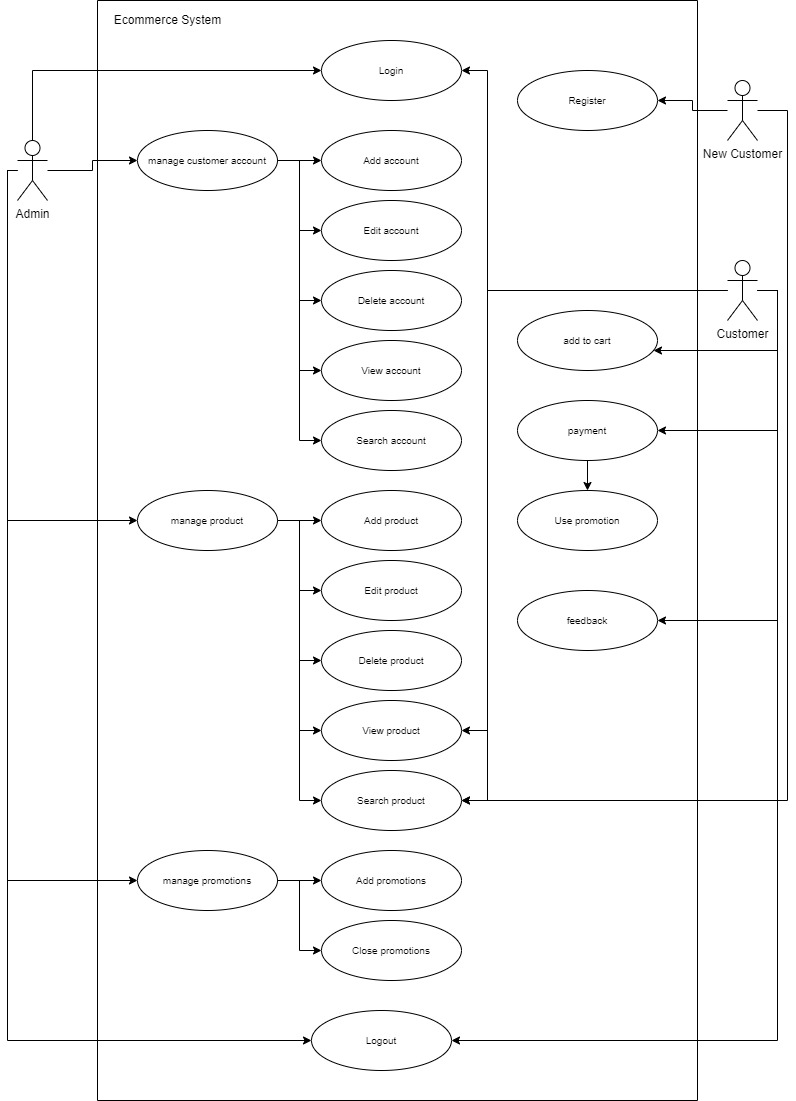 Ecommerce System
Login
Register
New Customer
manage customer account
Add account
Admin
Edit account
Delete account
Customer
add to cart
View account
payment
Search account
manage product
Add product
Use promotion
Edit product
feedback
Delete product
View product
Search product
manage promotions
Add promotions
Close promotions
Logout